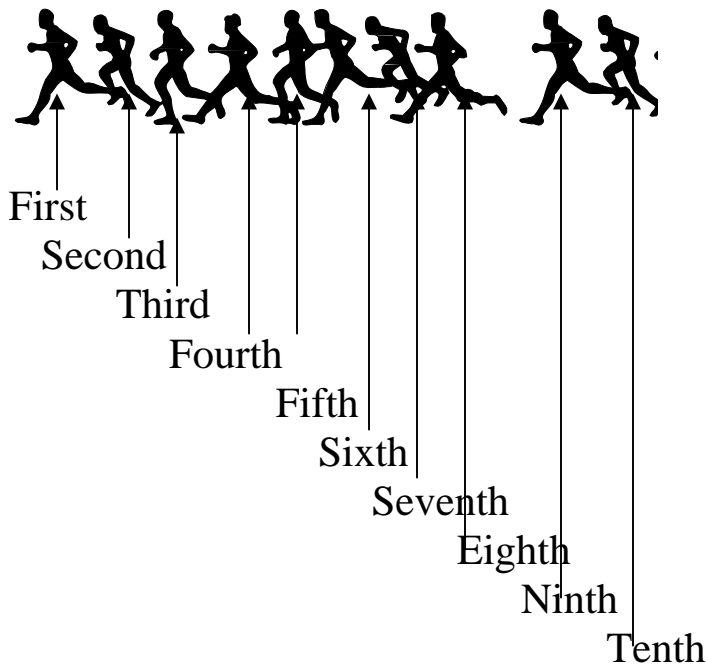 First
Second
Third
Fourth
Fifth
Sixth
Seventh
Eighth
Ninth
Tenth